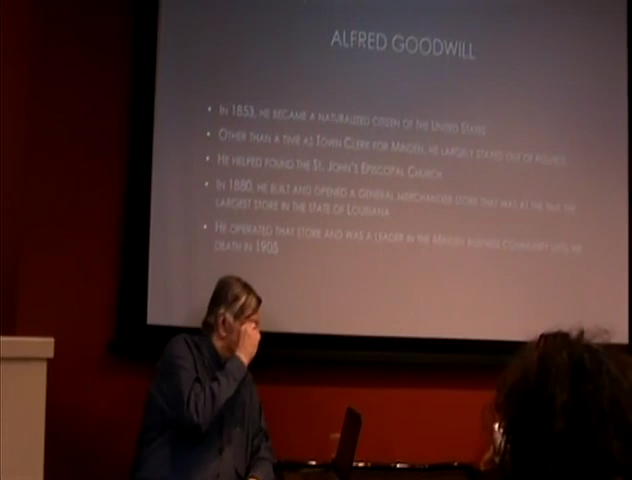 ALFRED GOODWILL
• IN 1853, HE BECAME A NATURALIZED CITIZEN OF THE UNITED STATES
• OTHER THAN A TIME AS TOWN CLERK FOR MINDEN, HE LARGELY STAYED OUT OF POLITICS
• HE HELPED FOUND THE ST. JOHN'S EPISCOPAL CHURCH
• IN 1880, HE BUILT AND OPENED A GENERAL MERCHANDISE STORE THAT WAS AT THE TIME THE
LARGEST STORE IN THE STATE OF LOUISIANA
• HE OPERATED THAT STORE AND WAS A LEADER IN THE MINDEN BUSINESS COMMUNITY UNTIL HIS
DEATH IN 1905